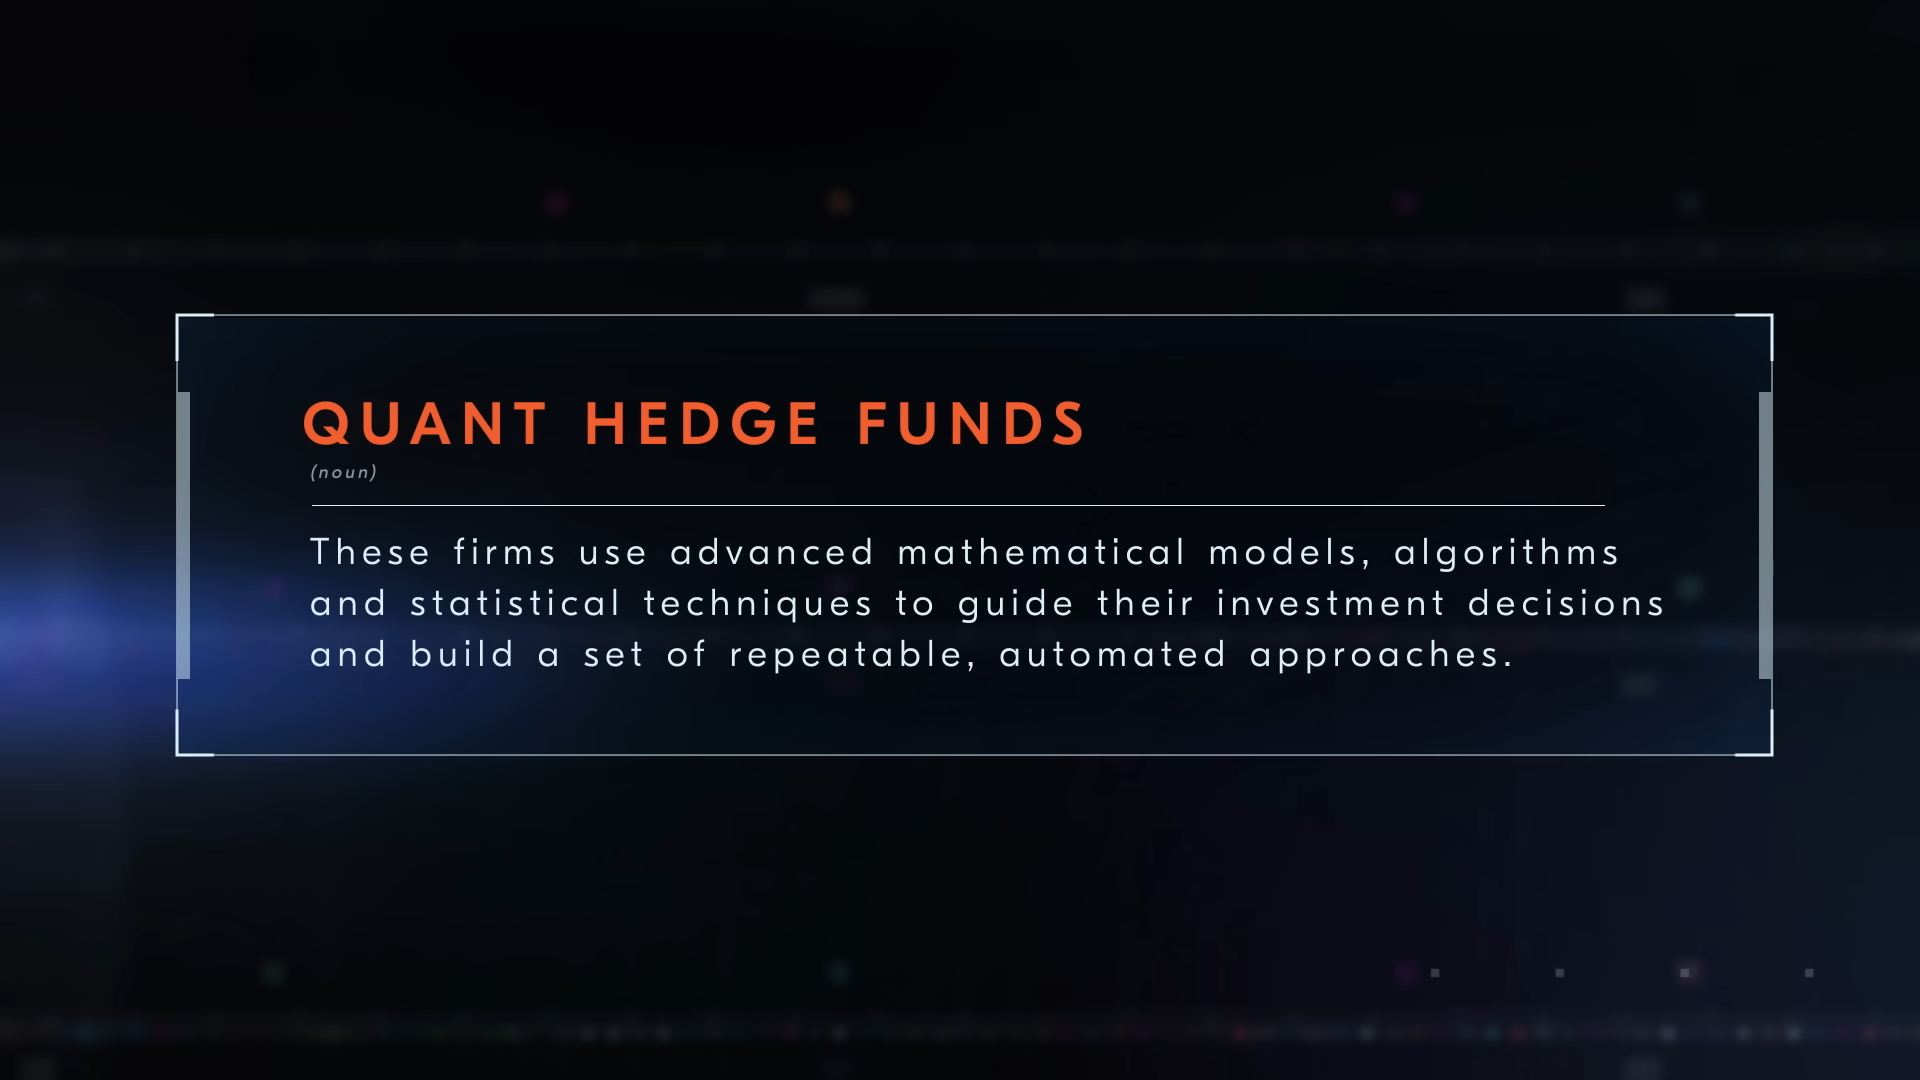 QUANT HEDGE FUNDS
(noun)
These firms use advanced mathematical models, algorithms
and statistical techniques to guide their investment decisions
and build a set of repeatable, automated approaches.